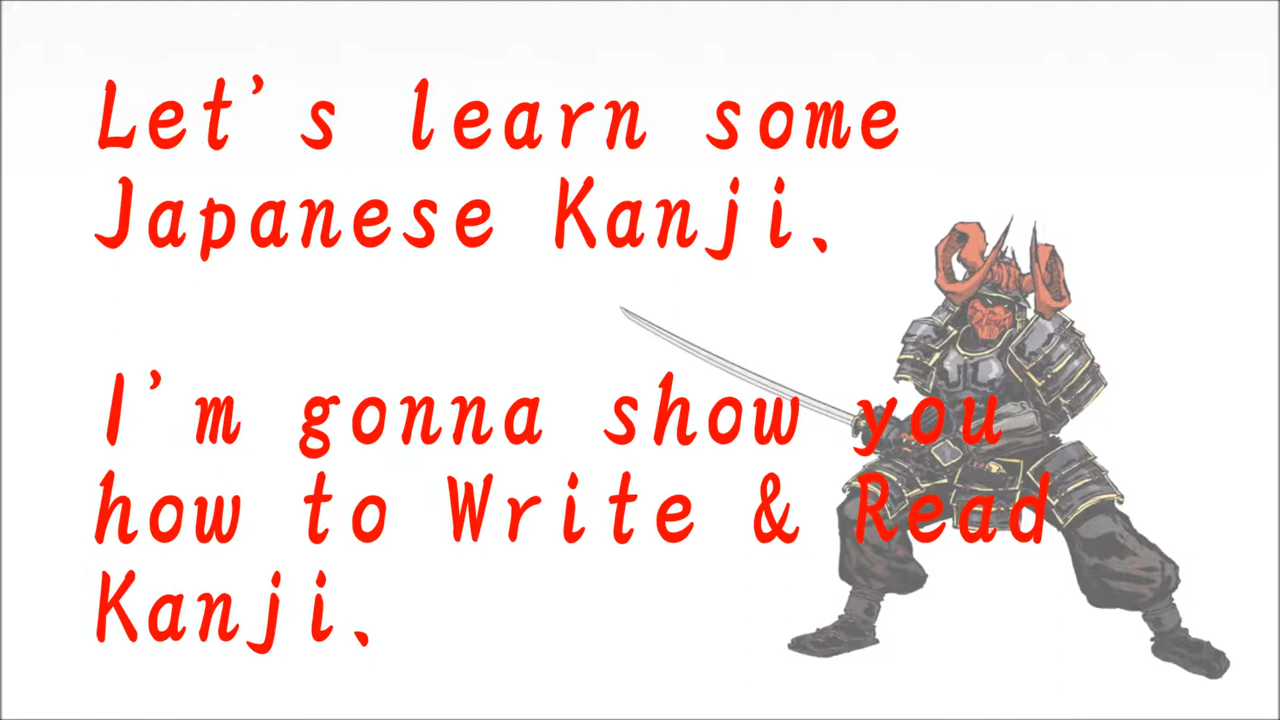 Let's learn some
Japanese Kanji、
I'm gonna show you
how to Write & Read
Kanji、